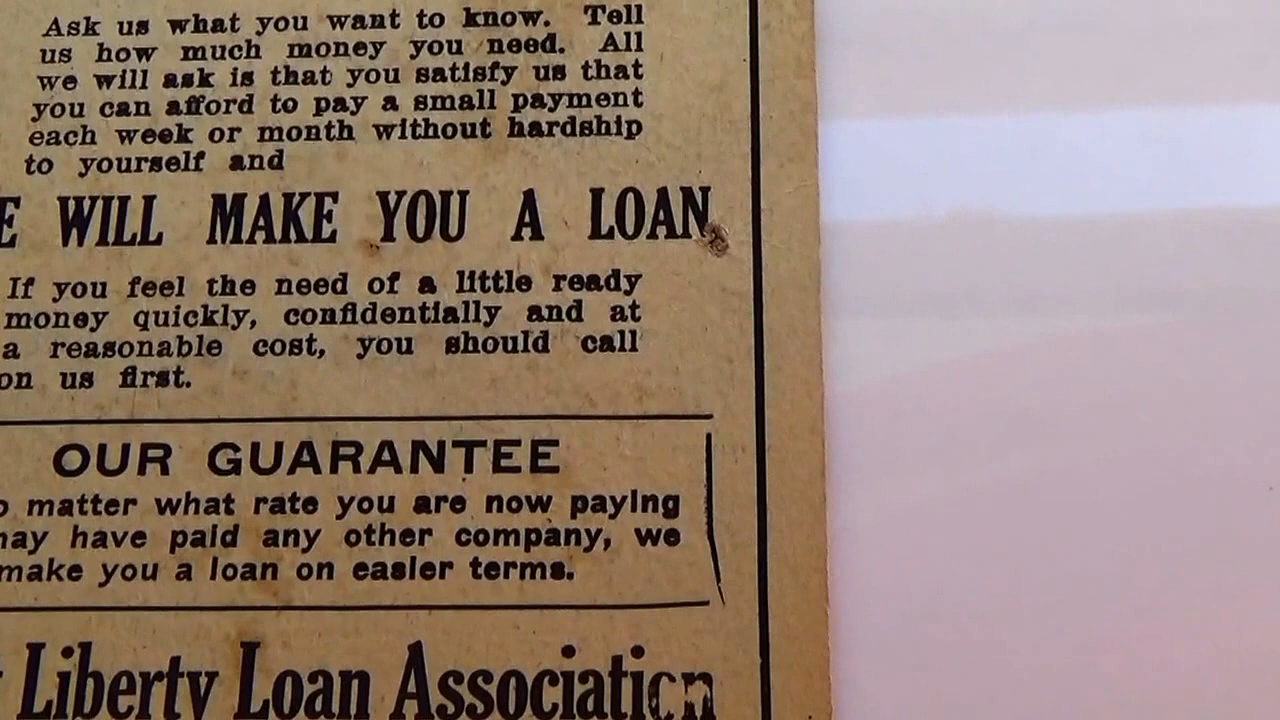 Ask us what you want to know. Tell
us how much money you need. All
we will ask is that you satisfy us that
you can afford to pay a small payment
each week or month without hardship
to yourself and
E WILL MAKE YOU A LOAN
If you feel the need of a little ready
money quickly, confidentially and at
a reasonable cost, you should call
on us first.
OUR GUARANTEE
matter what rate you are now paying
may have paid any other company, we
make you a loan on easier terms.
Liberty Loan Association